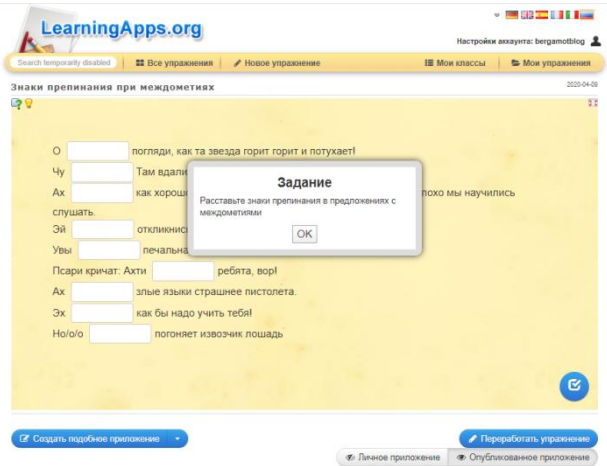 LearningApps.org
Настройки аккаунта: bergamotblog
Search temporarily disabled
Все упражнения
Новое упражнение
Мои классы
Мои упражнения
Знаки препинания при междометиях
2020-04-09
О погляди, как та звезда горит горит и потухает!
Чу Там вдали
Ах как хорошо
похо мы научились
слушать.
Эй
Увы печальна
Псари кричат: Ахти ребята, вор!
Ах злые языки страшнее пистолета.
Эх как бы надо учить тебя!
Но/о/о погоняет извозчик лошадь
Задание
Расставьте знаки препинания в предложениях с
междометиями
OK
Создать подобное приложение
Переработать упражнение
Личное приложение
Опубликованное приложение